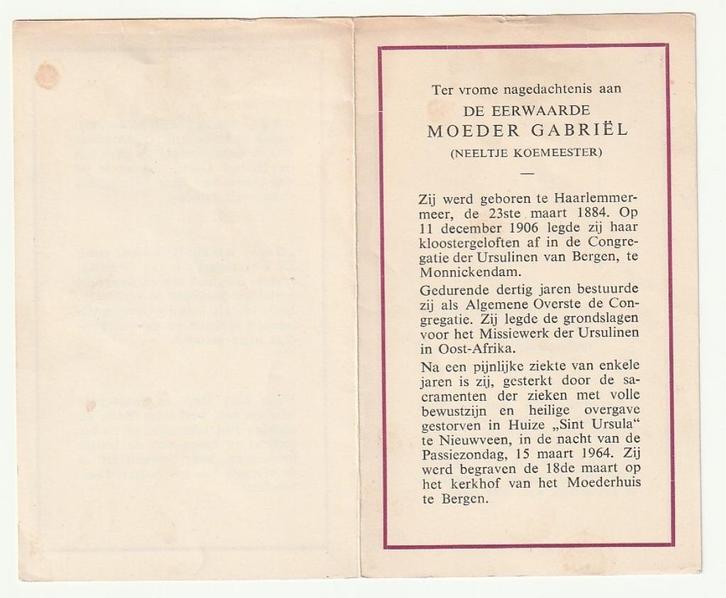 Ter vrome nagedachtenis aan
DE EERWAARDE
MOEDER GABRIËL
(NEELTJE KOEMEESTER)
—
Zij werd geboren te Haarlemmer-
meer, de 23ste maart 1884. Op
11 december 1906 legde zij haar
kloostergeloften af in de Congre-
gatie der Ursulinen van Bergen, te
Monnickendam.
Gedurende dertig jaren bestuurde
zij als Algemene Overste de Con-
gregatie. Zij legde de grondslagen
voor het Missiewerk der Ursulinen
in Oost-Afrika.
Na een pijnlijke ziekte van enkele
jaren is zij, gesterkt door de sa-
cramenten der zieken met volle
bewustzijn en heilige overgave
gestorven in Huize „Sint Ursula"
te Nieuwveen, in de nacht van de
Passiezondag, 15 maart 1964. Zij
werd begraven de 18de maart op
het kerkhof van het Moederhuis
te Bergen.